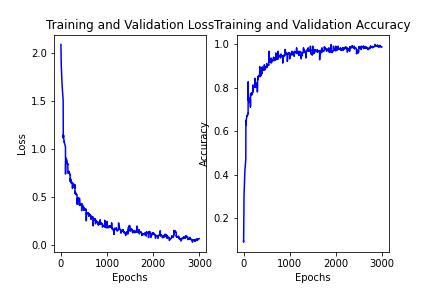 Training and Validation Loss
2.0
1.5
1.0
0.5
0.0
Loss
0 1000 2000 3000
Epochs
Training and Validation Accuracy
1.0
0.8
0.6
0.4
0.2
Accuracy
0 1000 2000 3000
Epochs